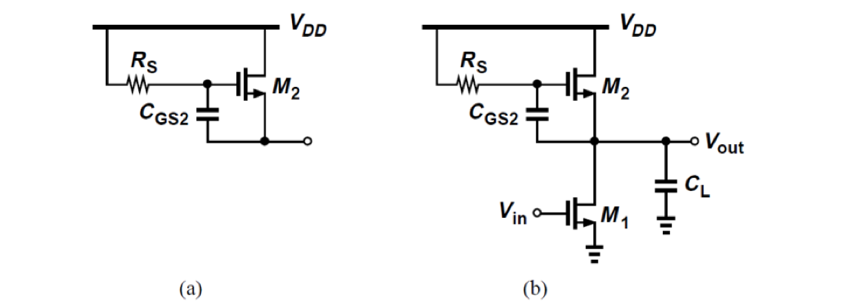 VDD
RS
M2
CGS2
(a)
VDD
RS
M2
CGS2
Vout
CL
Vin
M1
(b)